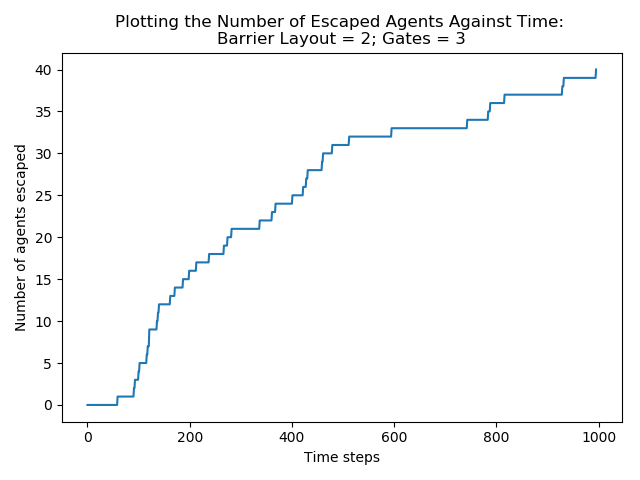 Plotting the Number of Escaped Agents Against Time:
Barrier Layout = 2; Gates = 3
40
35
30
25
20
15
10
5
0
Number of agents escaped
0 200 400 600 800 1000
Time steps